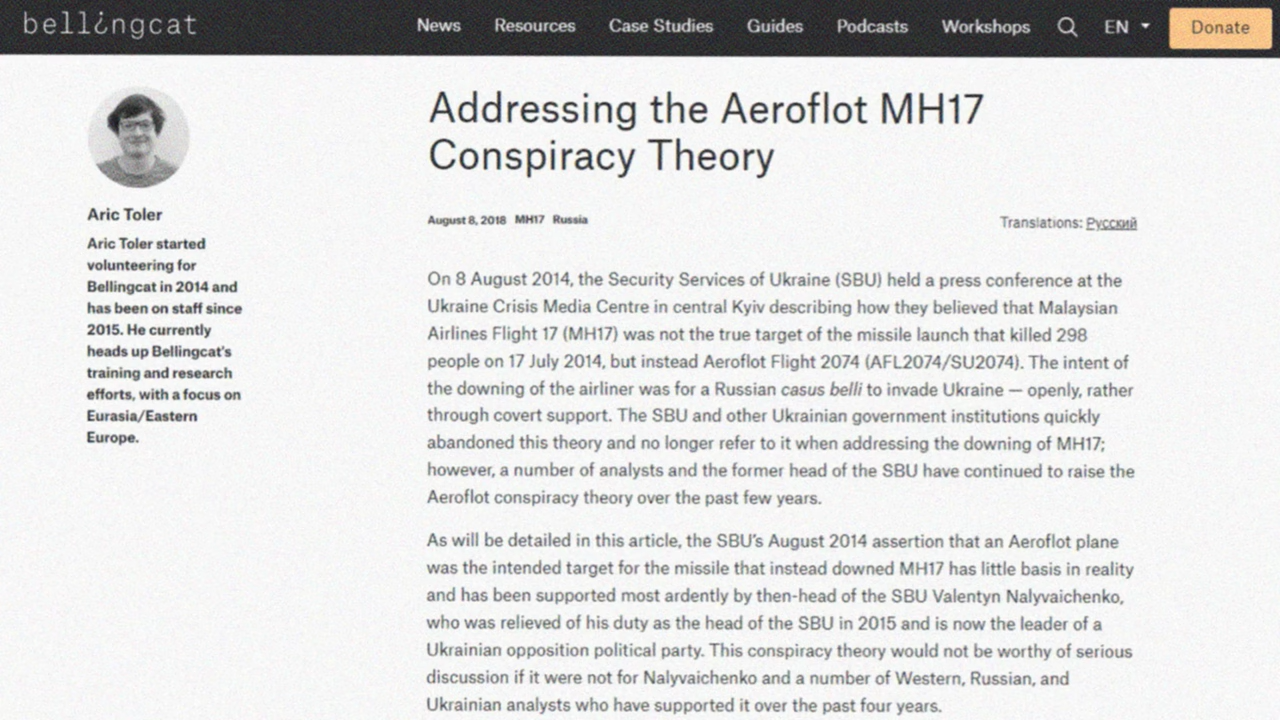 bellingcat
News Resources Case Studies Guides Podcasts Workshops EN Donate
Aric Toler
Aric Toler started
volunteering for
Bellingcat in 2014 and
has been on staff since
2015. He currently
heads up Bellingcat's
training and research
efforts, with a focus on
Eurasia/Eastern
Europe.
Addressing the Aeroflot MH17
Conspiracy Theory
August 8, 2018 MH17 Russia
Translations: Русский
On 8 August 2014, the Security Services of Ukraine (SBU) held a press conference at the
Ukraine Crisis Media Centre in central Kyiv describing how they believed that Malaysian
Airlines Flight 17 (MH17) was not the true target of the missile launch that killed 298
people on 17 July 2014, but instead Aeroflot Flight 2074 (AFL2074/SU2074). The intent of
the downing of the airliner was for a Russian casus belli to invade Ukraine — openly, rather
through covert support. The SBU and other Ukrainian government institutions quickly
abandoned this theory and no longer refer to it when addressing the downing of MH17;
however, a number of analysts and the former head of the SBU have continued to raise the
Aeroflot conspiracy theory over the past few years.
As will be detailed in this article, the SBU's August 2014 assertion that an Aeroflot plane
was the intended target for the missile that instead downed MH17 has little basis in reality
and has been supported most ardently by then-head of the SBU Valentyn Nalyvaichenko,
who was relieved of his duty as the head of the SBU in 2015 and is now the leader of a
Ukrainian opposition political party. This conspiracy theory would not be worthy of serious
discussion if it were not for Nalyvaichenko and a number of Western, Russian, and
Ukrainian analysts who have supported it over the past four years.